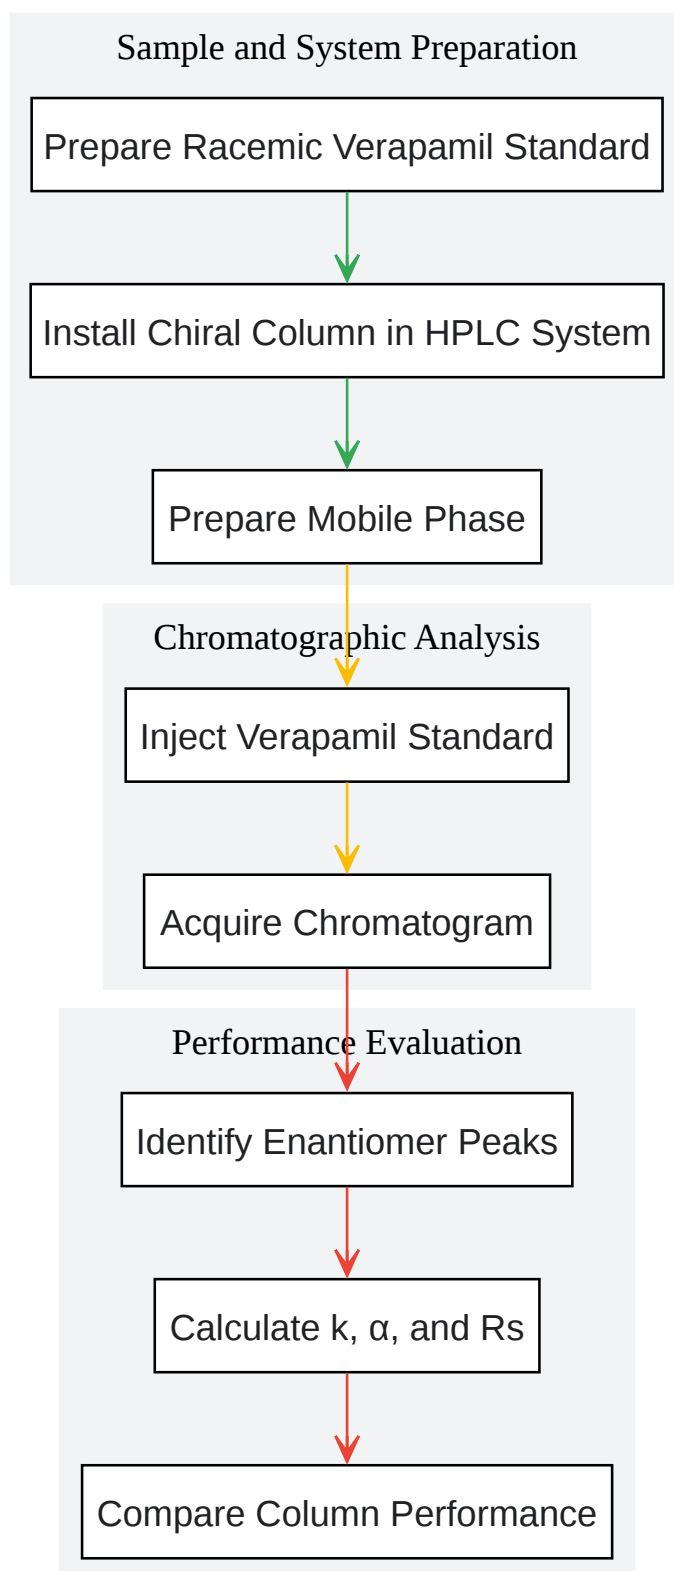 Sample and System Preparation
Prepare Racemic Verapamil Standard
Install Chiral Column in HPLC System
Prepare Mobile Phase
Chromatographic Analysis
Inject Verapamil Standard
Acquire Chromatogram
Performance Evaluation
Identify Enantiomer Peaks
Calculate k, α, and Rs
Compare Column Performance